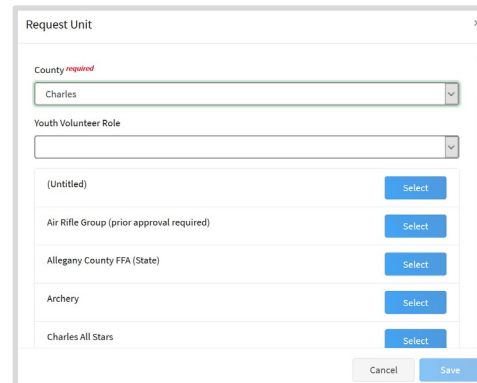 Request Unit
County required
Charles
Youth Volunteer Role
(Untitled) Select
Air Rifle Group (prior approval required) Select
Allegany County FFA (State) Select
Archery Select
Charles All Stars Select
Cancel Save